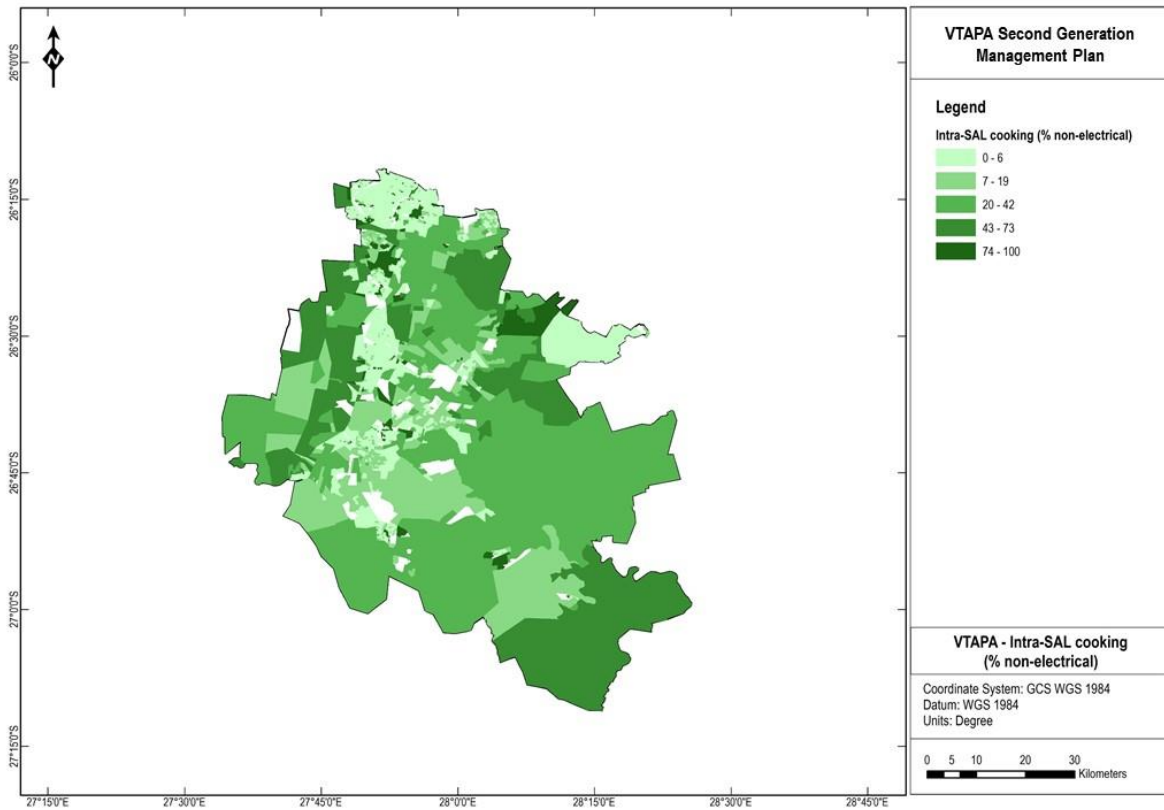 N
26°0'0"S
26°15'0"S
26°30'0"S
26°45'0"S
27°0'0"S
27°15'0"S
27°15'0"E
27°30'0"E
27°45'0"E
28°0'0"E
28°15'0"E
28°30'0"E
28°45'0"E
VTAPA Second Generation
Management Plan
Legend
Intra-SAL cooking (% non-electrical)
0 - 6
7 - 19
20 - 42
43 - 73
74 - 100
VTAPA - Intra-SAL cooking
(% non-electrical)
Coordinate System: GCS WGS 1984
Datum: WGS 1984
Units: Degree
0 5 10 20 30
Kilometers